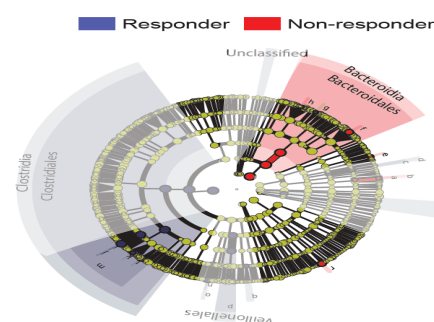 Responder Non-responder
Unclassified
Bacteroidia
Bacteroidales
h g
f
e
d
c
b
a
Clostridia
Clostridiales
m
Veillonellales